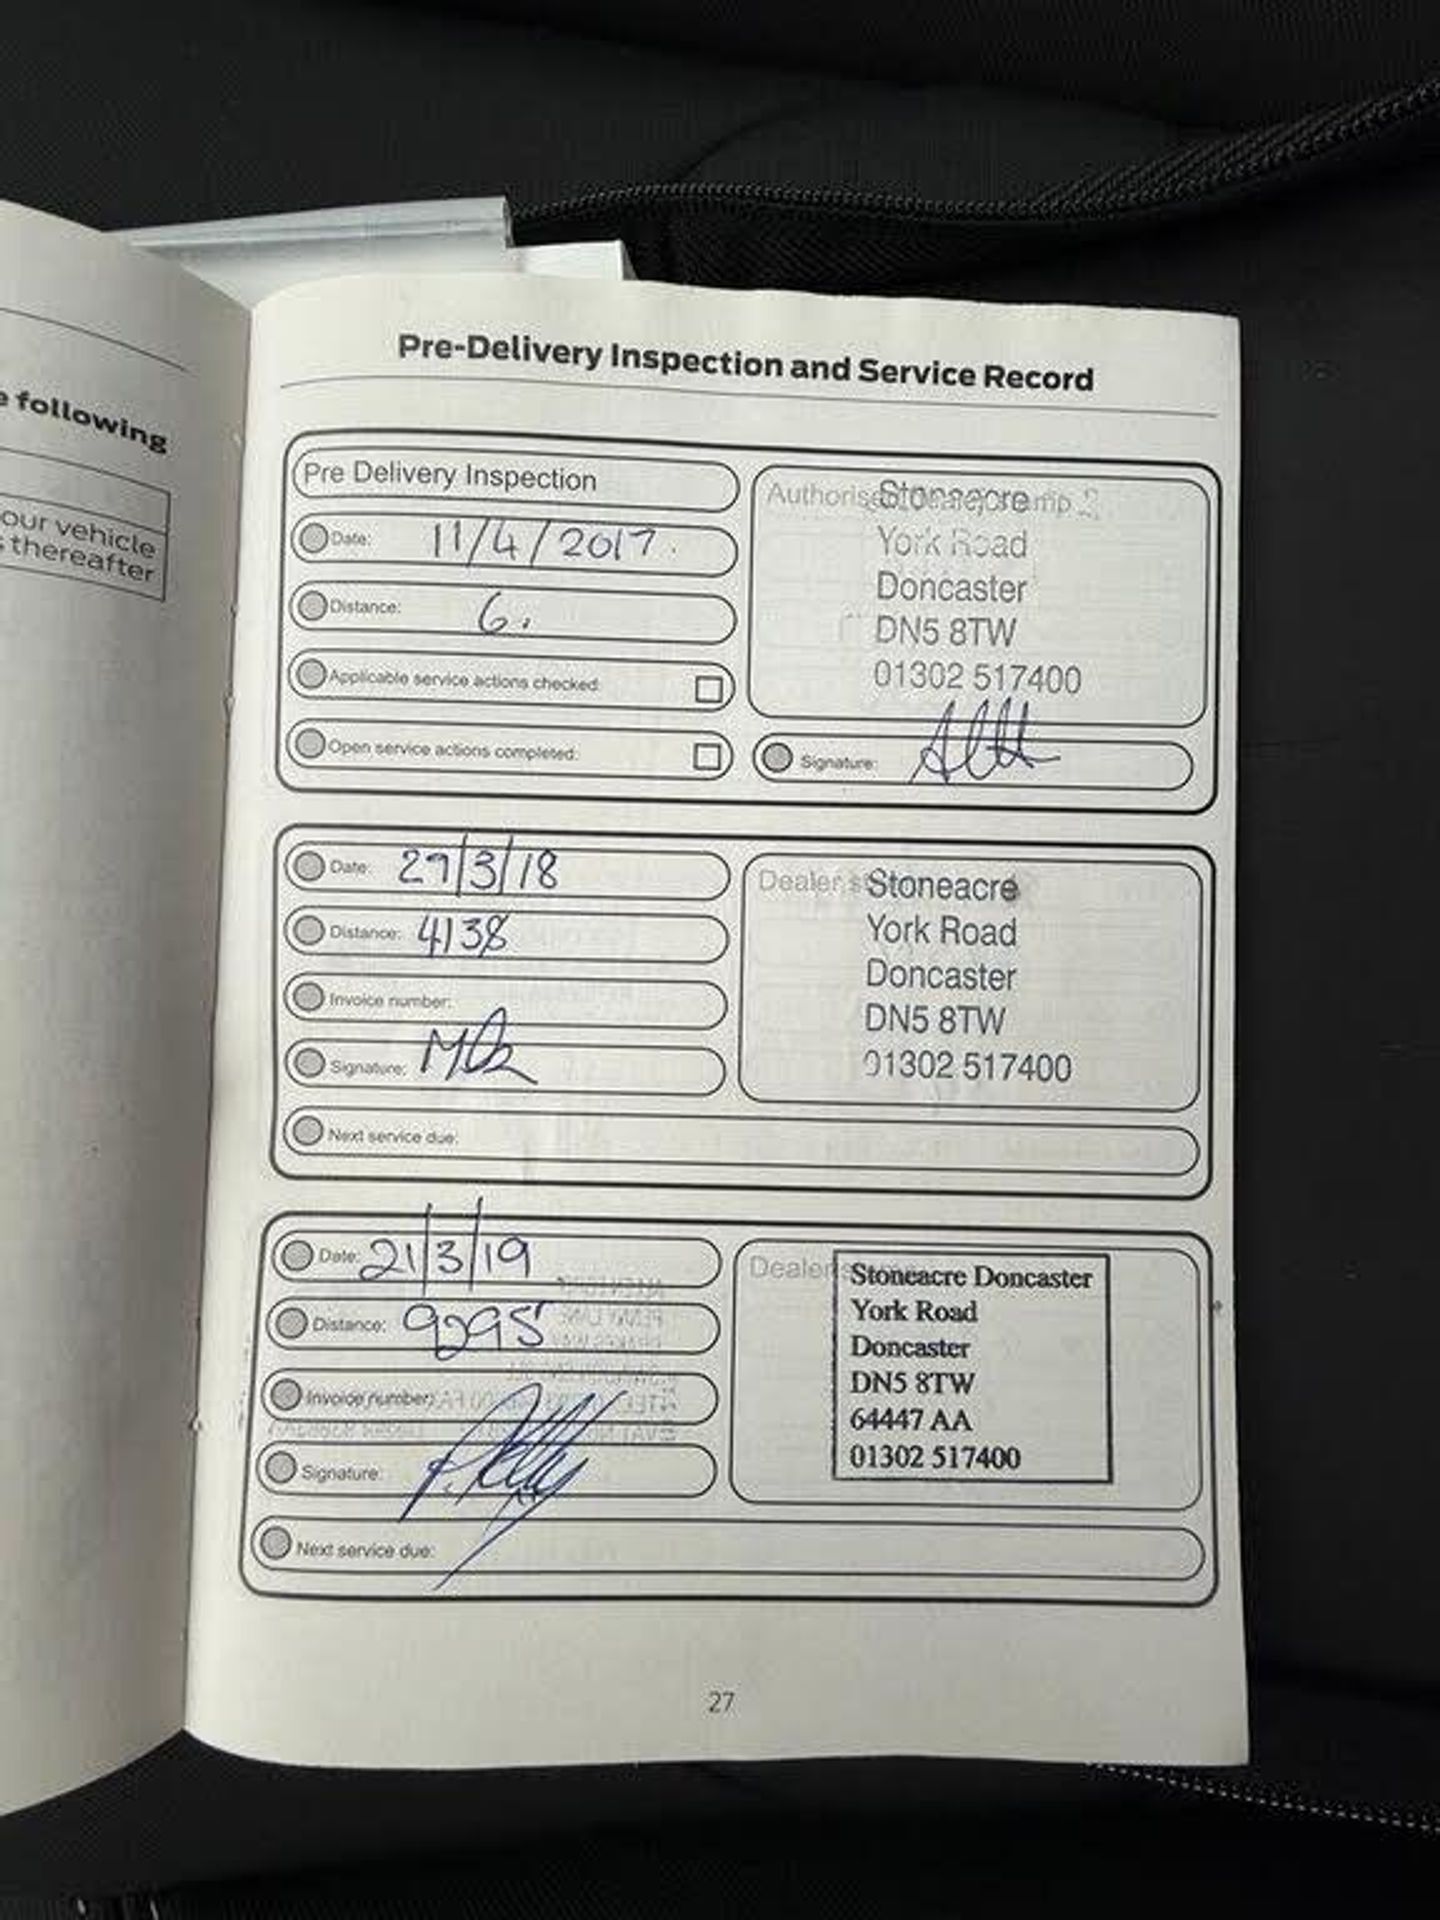 e following
our vehicle
s thereafter
Pre-Delivery Inspection and Service Record
Pre Delivery Inspection
Date: 11/4/2017.
Distance: 6.
Applicable service actions checked:
Open service actions completed:
Stoneacre
York Road
Doncaster
DN5 8TW
01302 517400
Signature:
Date: 29/3/18
Distance: 4138
Invoice number:
Signature:
Next service due:
Dealer
Stoneacre
York Road
Doncaster
DN5 8TW
01302 517400
Date: 21/3/19
Distance: 9295
Invoice number:
Signature:
Next service due:
Dealer
Stoneacre Doncaster
York Road
Doncaster
DN5 8TW
64447 AA
01302 517400
27